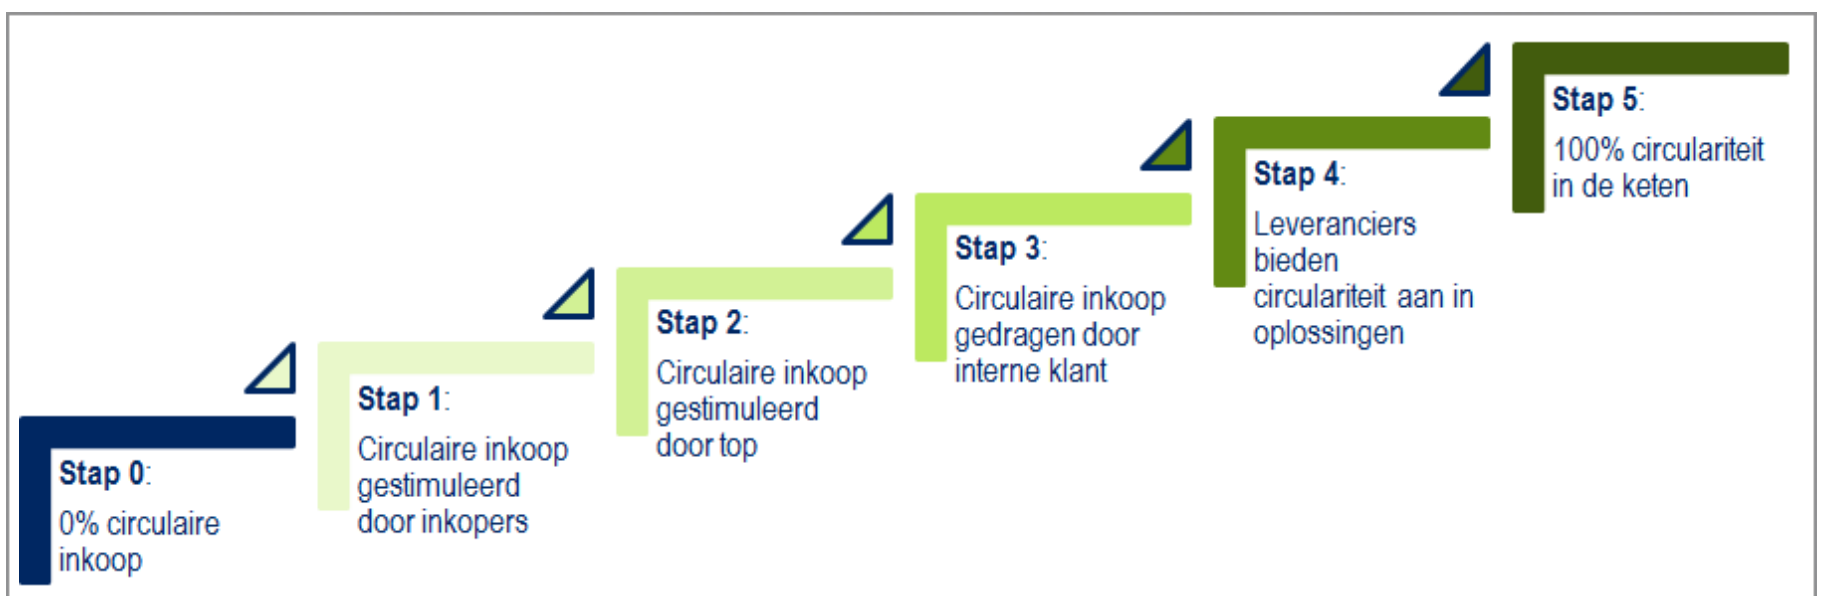 Stap 0:
0% circulaire
inkoop
Stap 1:
Circulaire inkoop
gestimuleerd
door inkopers
Stap 2:
Circulaire inkoop
gestimuleerd
door top
Stap 3:
Circulaire inkoop
gedragen door
interne klant
Stap 4:
Leveranciers
bieden
circulariteit aan in
oplossingen
Stap 5:
100% circulariteit
in de keten